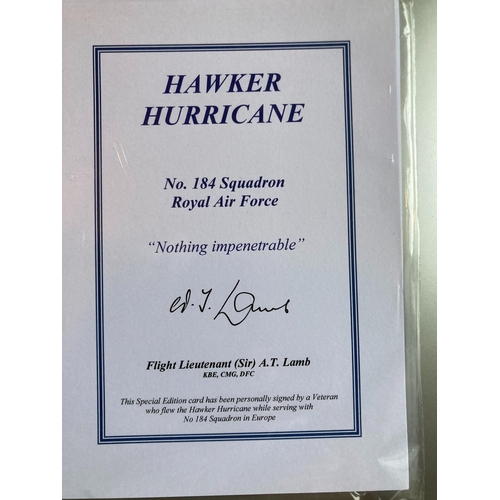 HAWKER
HURRICANE
No. 184 Squadron
Royal Air Force
“Nothing impenetrable”
A. T. Lamb
Flight Lieutenant (Sir) A.T. Lamb
KBE, CMG, DFC
This Special Edition card has been personally signed by a Veteran
who flew the Hawker Hurricane while serving with
No 184 Squadron in Europe